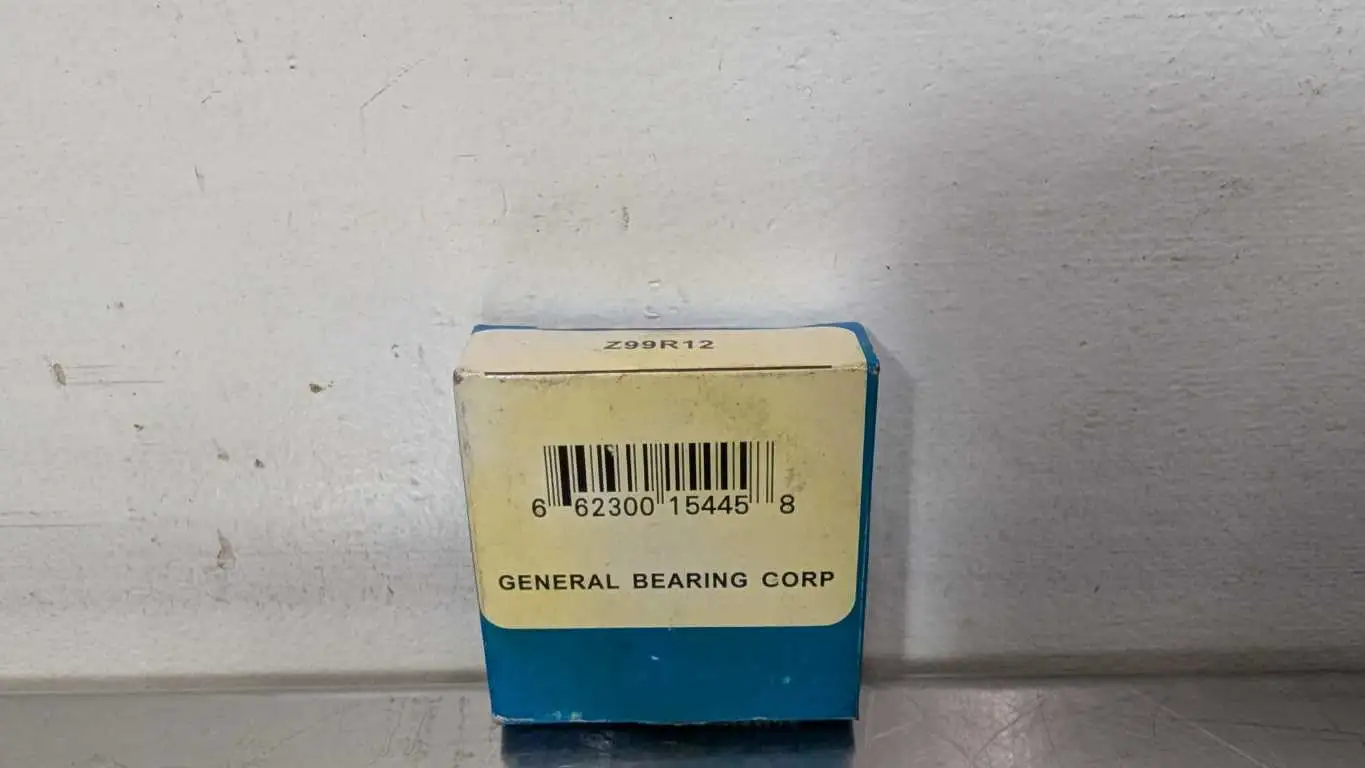 Z99R12
6 62300 15445 8
GENERAL BEARING CORP